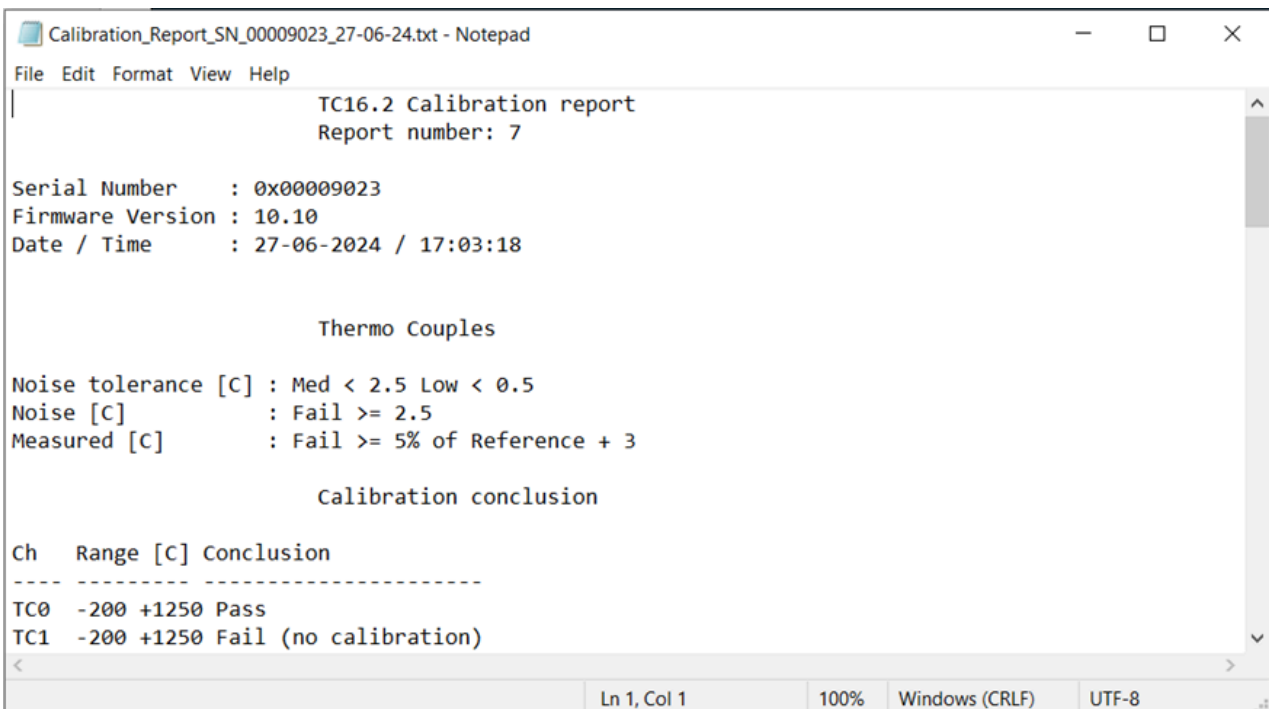 Calibration_Report_SN_00009023_27-06-24.txt - Notepad
File Edit Format View Help
TC16.2 Calibration report
Report number: 7
Serial Number : 0x00009023
Firmware Version : 10.10
Date / Time : 27-06-2024 / 17:03:18
Thermo Couples
Noise tolerance [C] : Med < 2.5 Low < 0.5
Noise [C] : Fail >= 2.5
Measured [C] : Fail >= 5% of Reference + 3
Calibration conclusion
Ch Range [C] Conclusion
---- --------- ----------------------
TC0 -200 +1250 Pass
TC1 -200 +1250 Fail (no calibration)
Ln 1, Col 1 100% Windows (CRLF) UTF-8